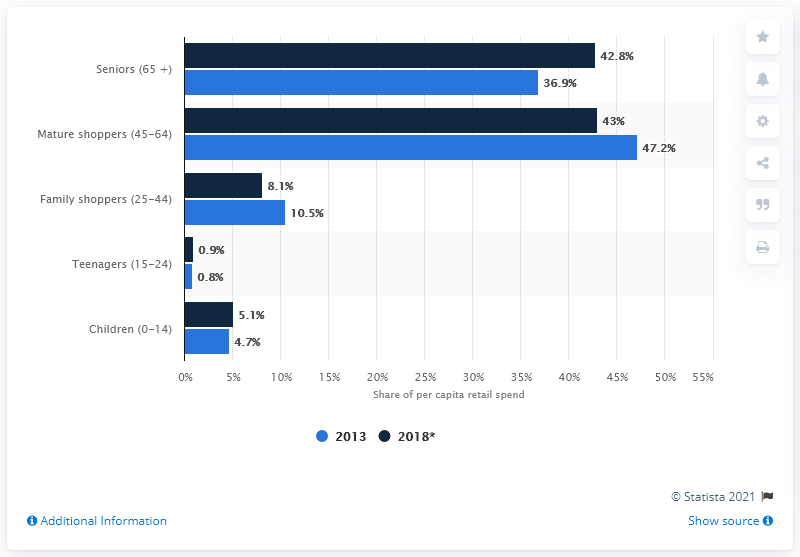 Seniors (65 +)
42.8%
36.9%
Mature shoppers (45-64)
43%
47.2%
Family shoppers (25-44)
8.1%
10.5%
Teenagers (15-24)
0.9%
0.8%
Children (0-14)
5.1%
4.7%
0% 5% 10% 15% 20% 25% 30% 35% 40% 45% 50% 55%
Share of per capita retail spend
2013 2018*
© Statista 2021
Additional Information Show source